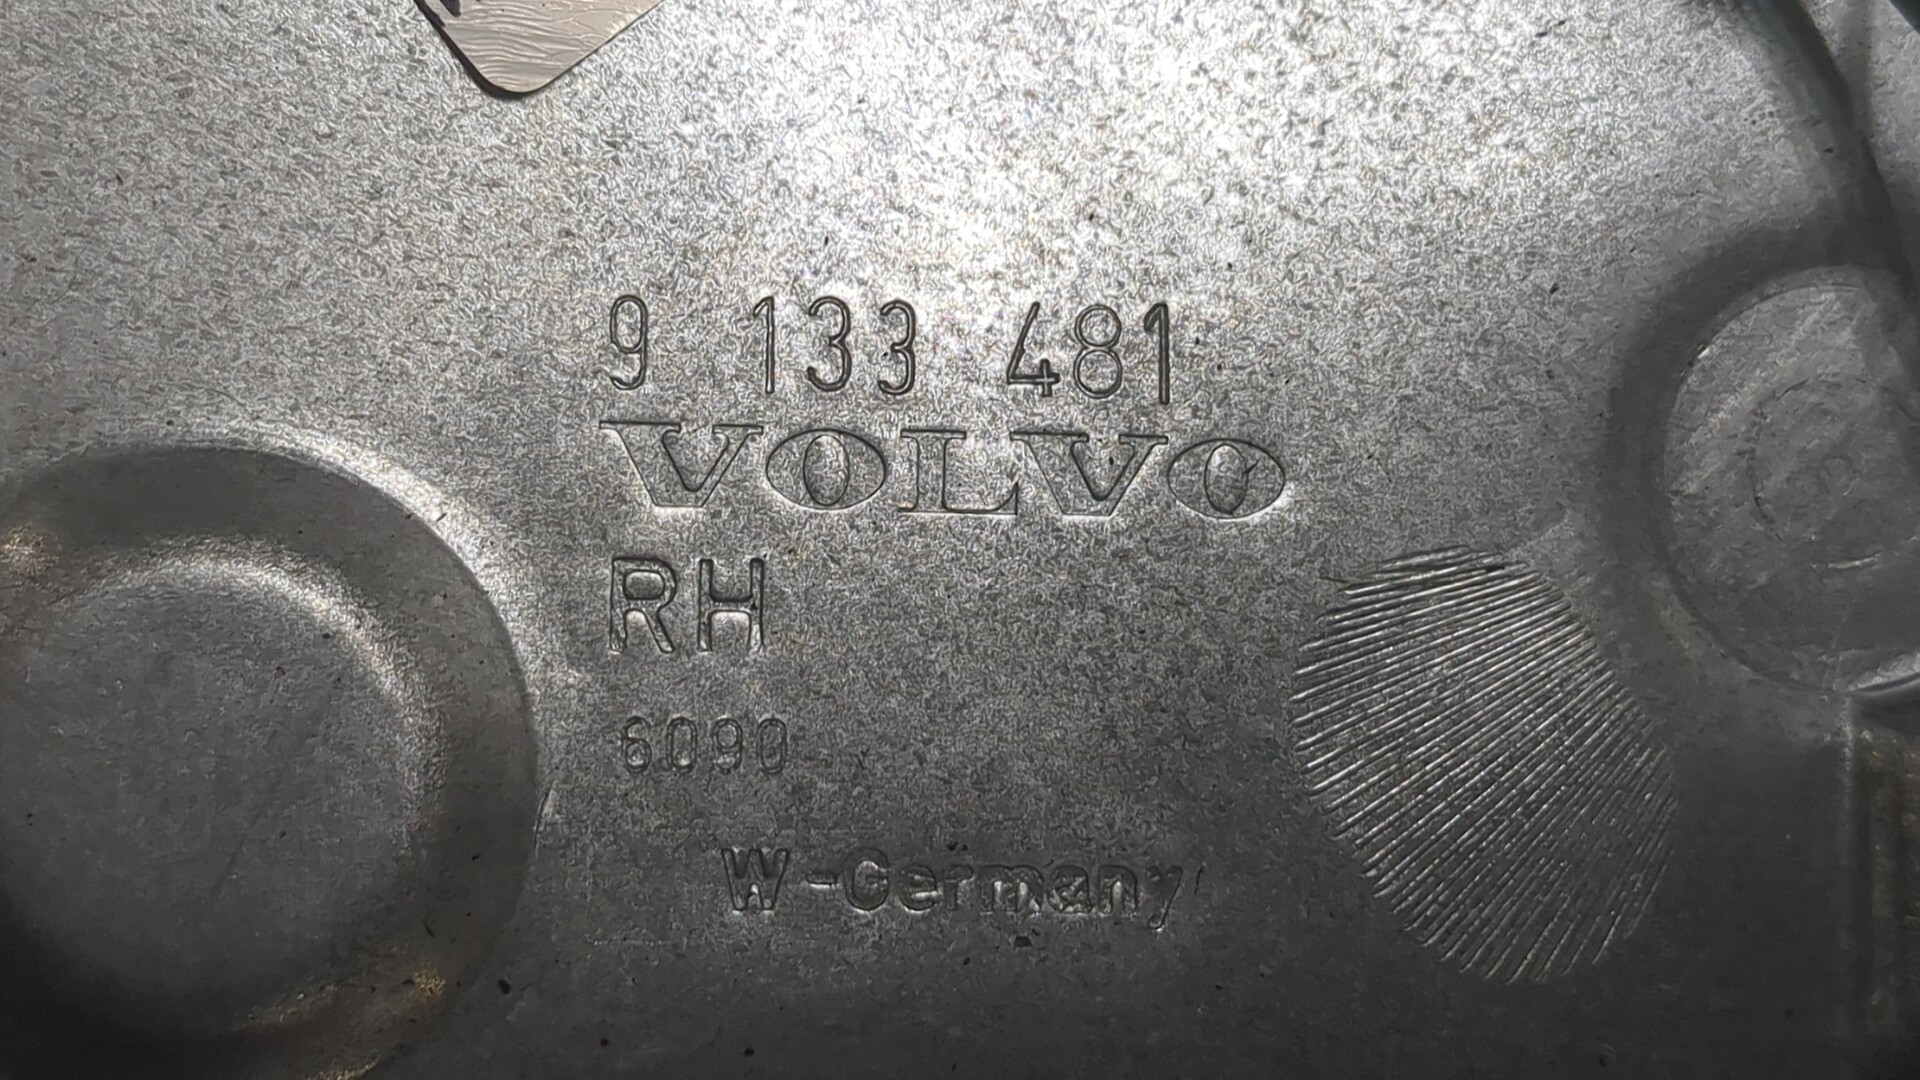 9 133 481
VOLVO
RH
6090
W-Germany